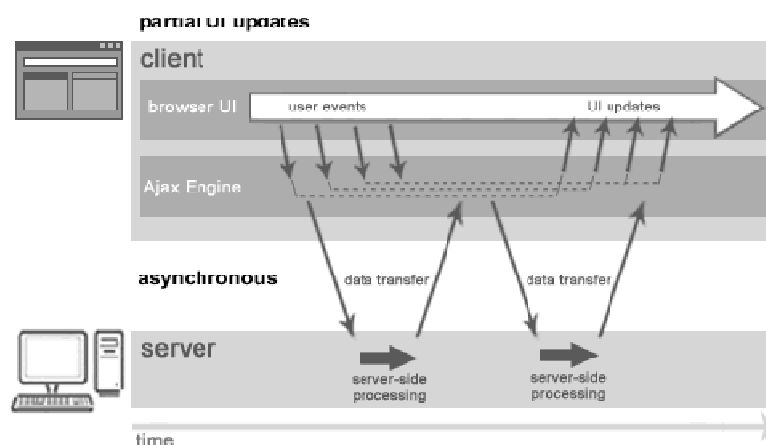 partial UI updates
client
browser UI
user events
UI updates
Ajax Engine
asynchronous
data transfer
data transfer
server
server-side
processing
server-side
processing
time